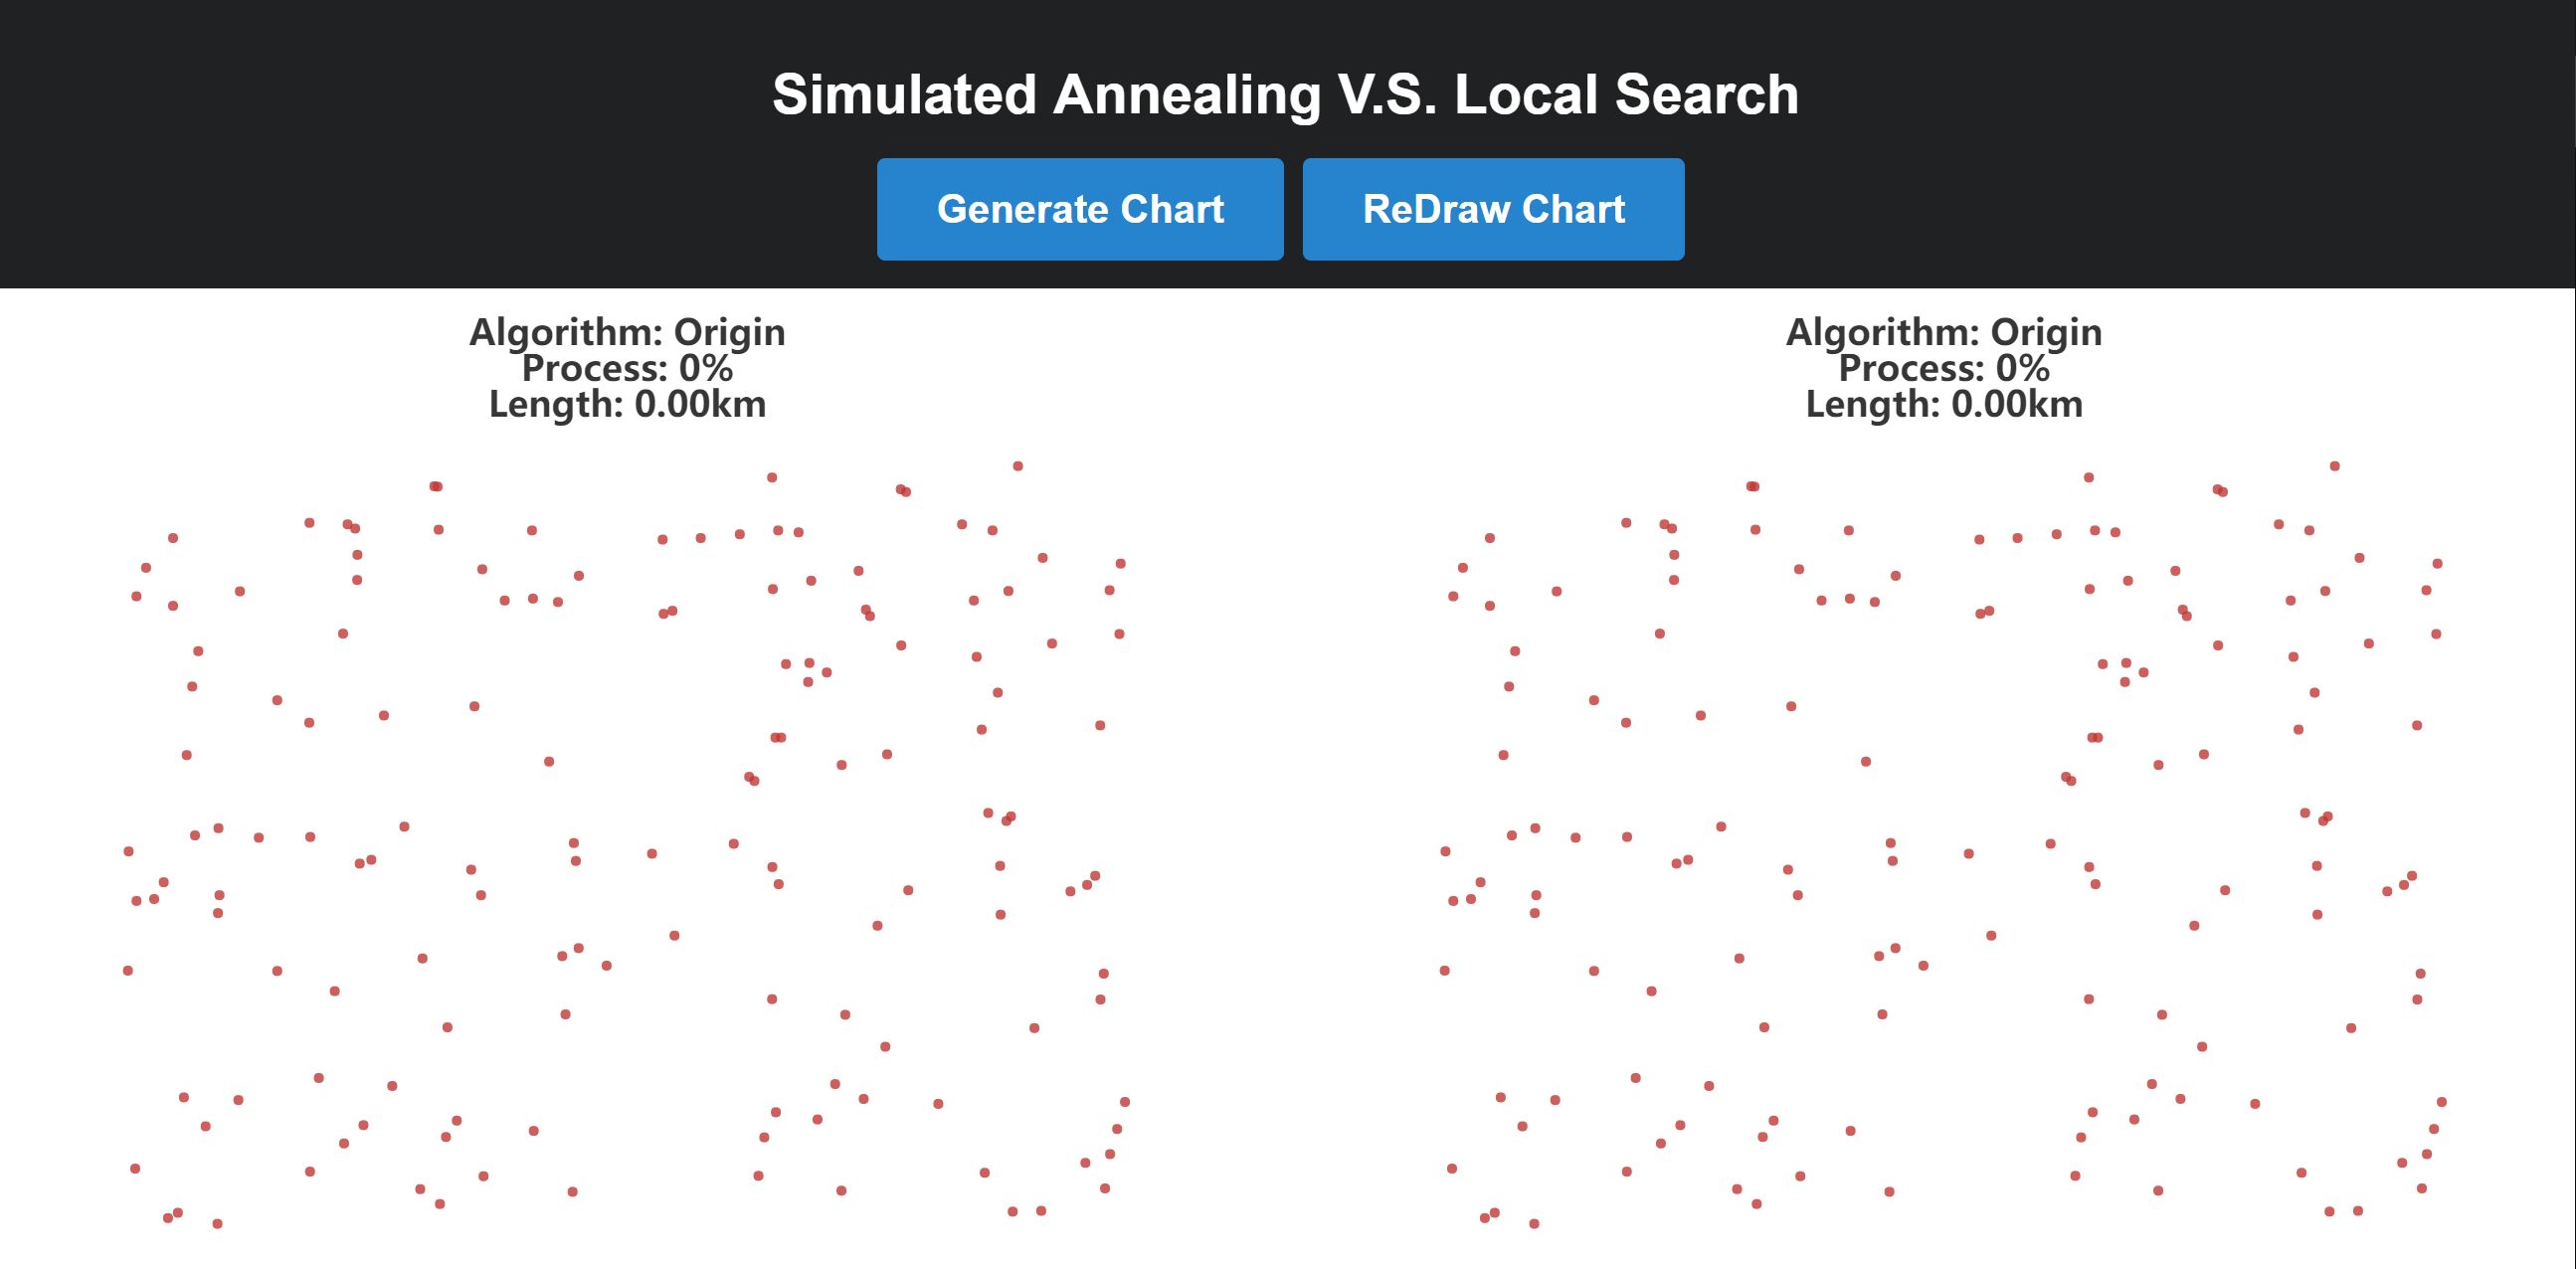 Simulated Annealing V.S. Local Search
Generate Chart
ReDraw Chart
Algorithm: Origin
Process: 0%
Length: 0.00km
Algorithm: Origin
Process: 0%
Length: 0.00km